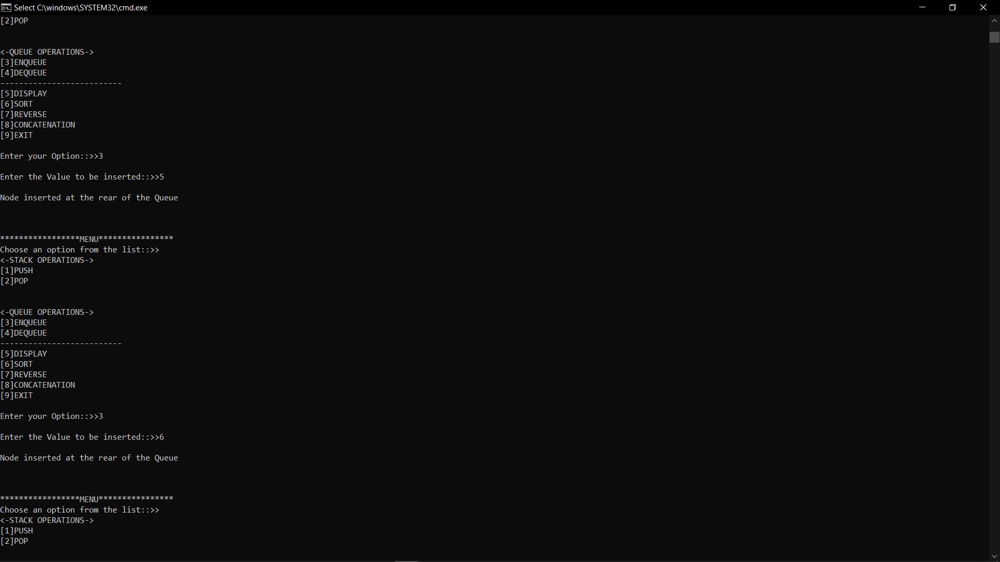 Select C:\windows\SYSTEM32\cmd.exe
[2]POP
<-QUEUE OPERATIONS->
[3]ENQUEUE
[4]DEQUEUE
--------------------------
[5]DISPLAY
[6]SORT
[7]REVERSE
[8]CONCATENATION
[9]EXIT
Enter your Option::>>3
Enter the Value to be inserted::>>5
Node inserted at the rear of the Queue
*****************MENU****************
Choose an option from the list::>>
<-STACK OPERATIONS->
[1]PUSH
[2]POP
<-QUEUE OPERATIONS->
[3]ENQUEUE
[4]DEQUEUE
--------------------------
[5]DISPLAY
[6]SORT
[7]REVERSE
[8]CONCATENATION
[9]EXIT
Enter your Option::>>3
Enter the Value to be inserted::>>6
Node inserted at the rear of the Queue
*****************MENU****************
Choose an option from the list::>>
<-STACK OPERATIONS->
[1]PUSH
[2]POP